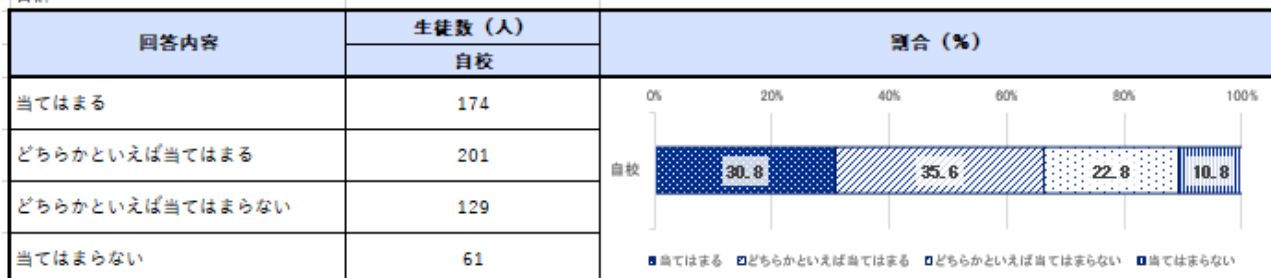 回答内容 生徒数（人） 割合（%）
自校
当てはまる 174
どちらかといえば当てはまる 201
どちらかといえば当てはまらない 129
当てはまらない 61
0% 20% 40% 60% 80% 100%
自校 30.8 35.6 22.8 10.8
当てはまる どちらかといえば当てはまる どちらかといえば当てはまらない 当てはまらない